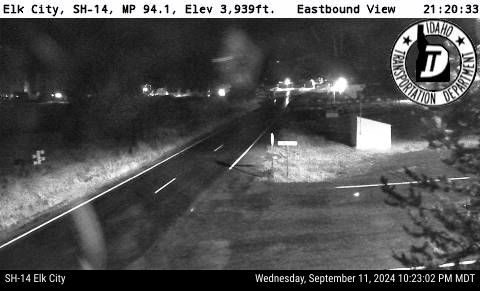 Elk City, SH-14, MP 94.1, Elev 3,939ft.   Eastbound View   21:20:33
IDAHO
TRANSPORTATION DEPARTMENT
SH-14 Elk City
Wednesday, September 11, 2024 10:23:02 PM MDT